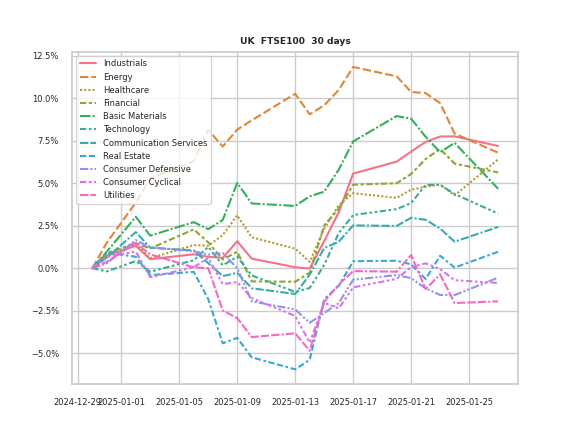 UK  FTSE100  30 days
12.5%
10.0%
7.5%
5.0%
2.5%
0.0%
−2.5%
−5.0%
Industrials
Energy
Healthcare
Financial
Basic Materials
Technology
Communication Services
Real Estate
Consumer Defensive
Consumer Cyclical
Utilities
2024-12-29 2025-01-01 2025-01-05 2025-01-09 2025-01-13 2025-01-17 2025-01-21 2025-01-25